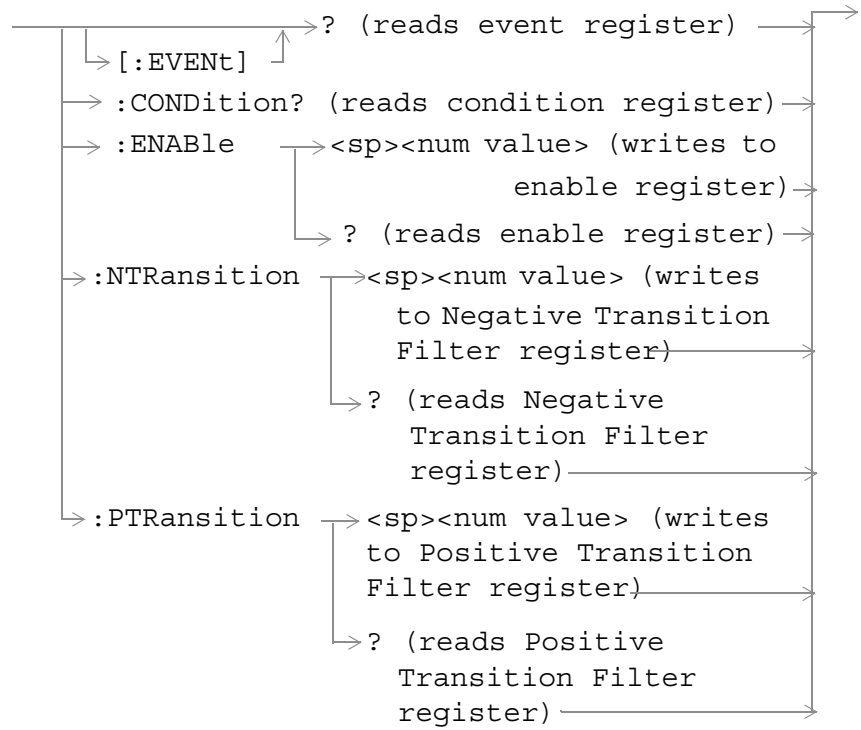 ? (reads event register)
[:EVENt]
:CONDition? (reads condition register)
:ENABle <sp><num value> (writes to
enable register)
? (reads enable register)
:NTRansition <sp><num value> (writes
to Negative Transition
Filter register)
? (reads Negative
Transition Filter
register)
:PTRansition <sp><num value> (writes
to Positive Transition
Filter register)
? (reads Positive
Transition Filter
register)